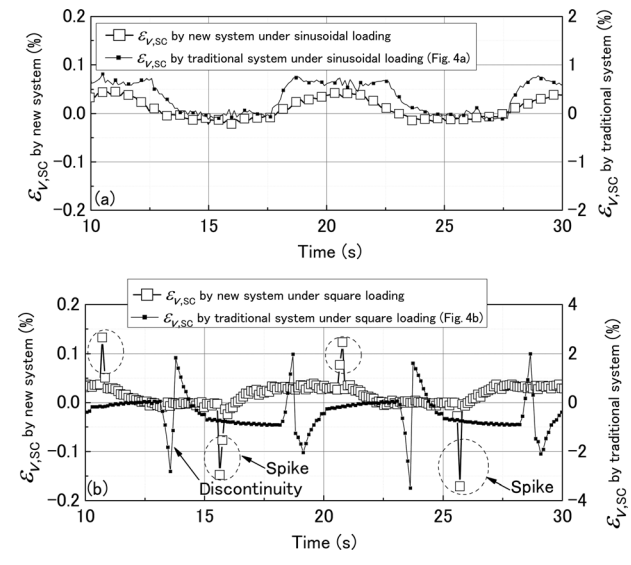 0.2
0.1
0.0
-0.1
-0.2
2
1
0
-1
-2
εV,SC by new system under sinusoidal loading
εV,SC by traditional system under sinusoidal loading (Fig. 4a)
(a)
10 15 20 25 30
Time (s)
εV,SC by new system (%)
εV,SC by traditional system (%)
εV,SC by new system under square loading
εV,SC by traditional system under square loading (Fig. 4b)
0.2
0.1
0.0
-0.1
-0.2
4
2
0
-2
-4
Spike
Discontinuity
Spike
(b)
10 15 20 25 30
Time (s)
εV,SC by new system (%)
εV,SC by traditional system (%)